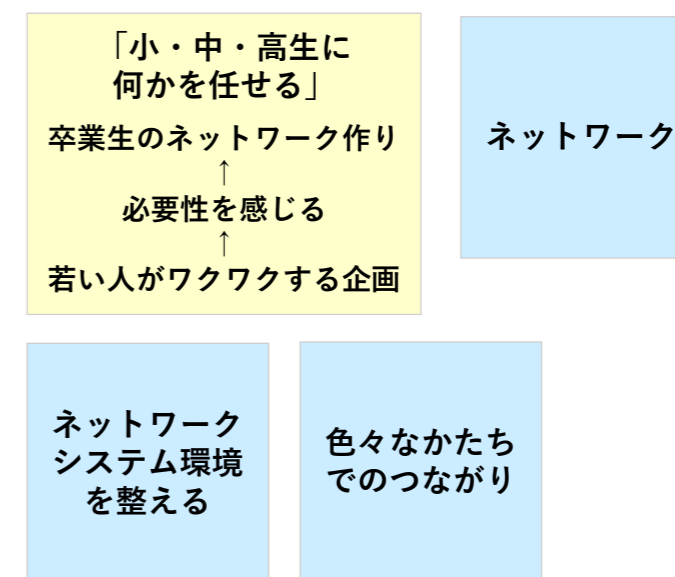 「小・中・高生に
何かを任せる」
卒業生のネットワーク作り
↑
必要性を感じる
↑
若い人がワクワクする企画
ネットワーク
ネットワーク
システム環境
を整える
色々なかたち
でのつながり